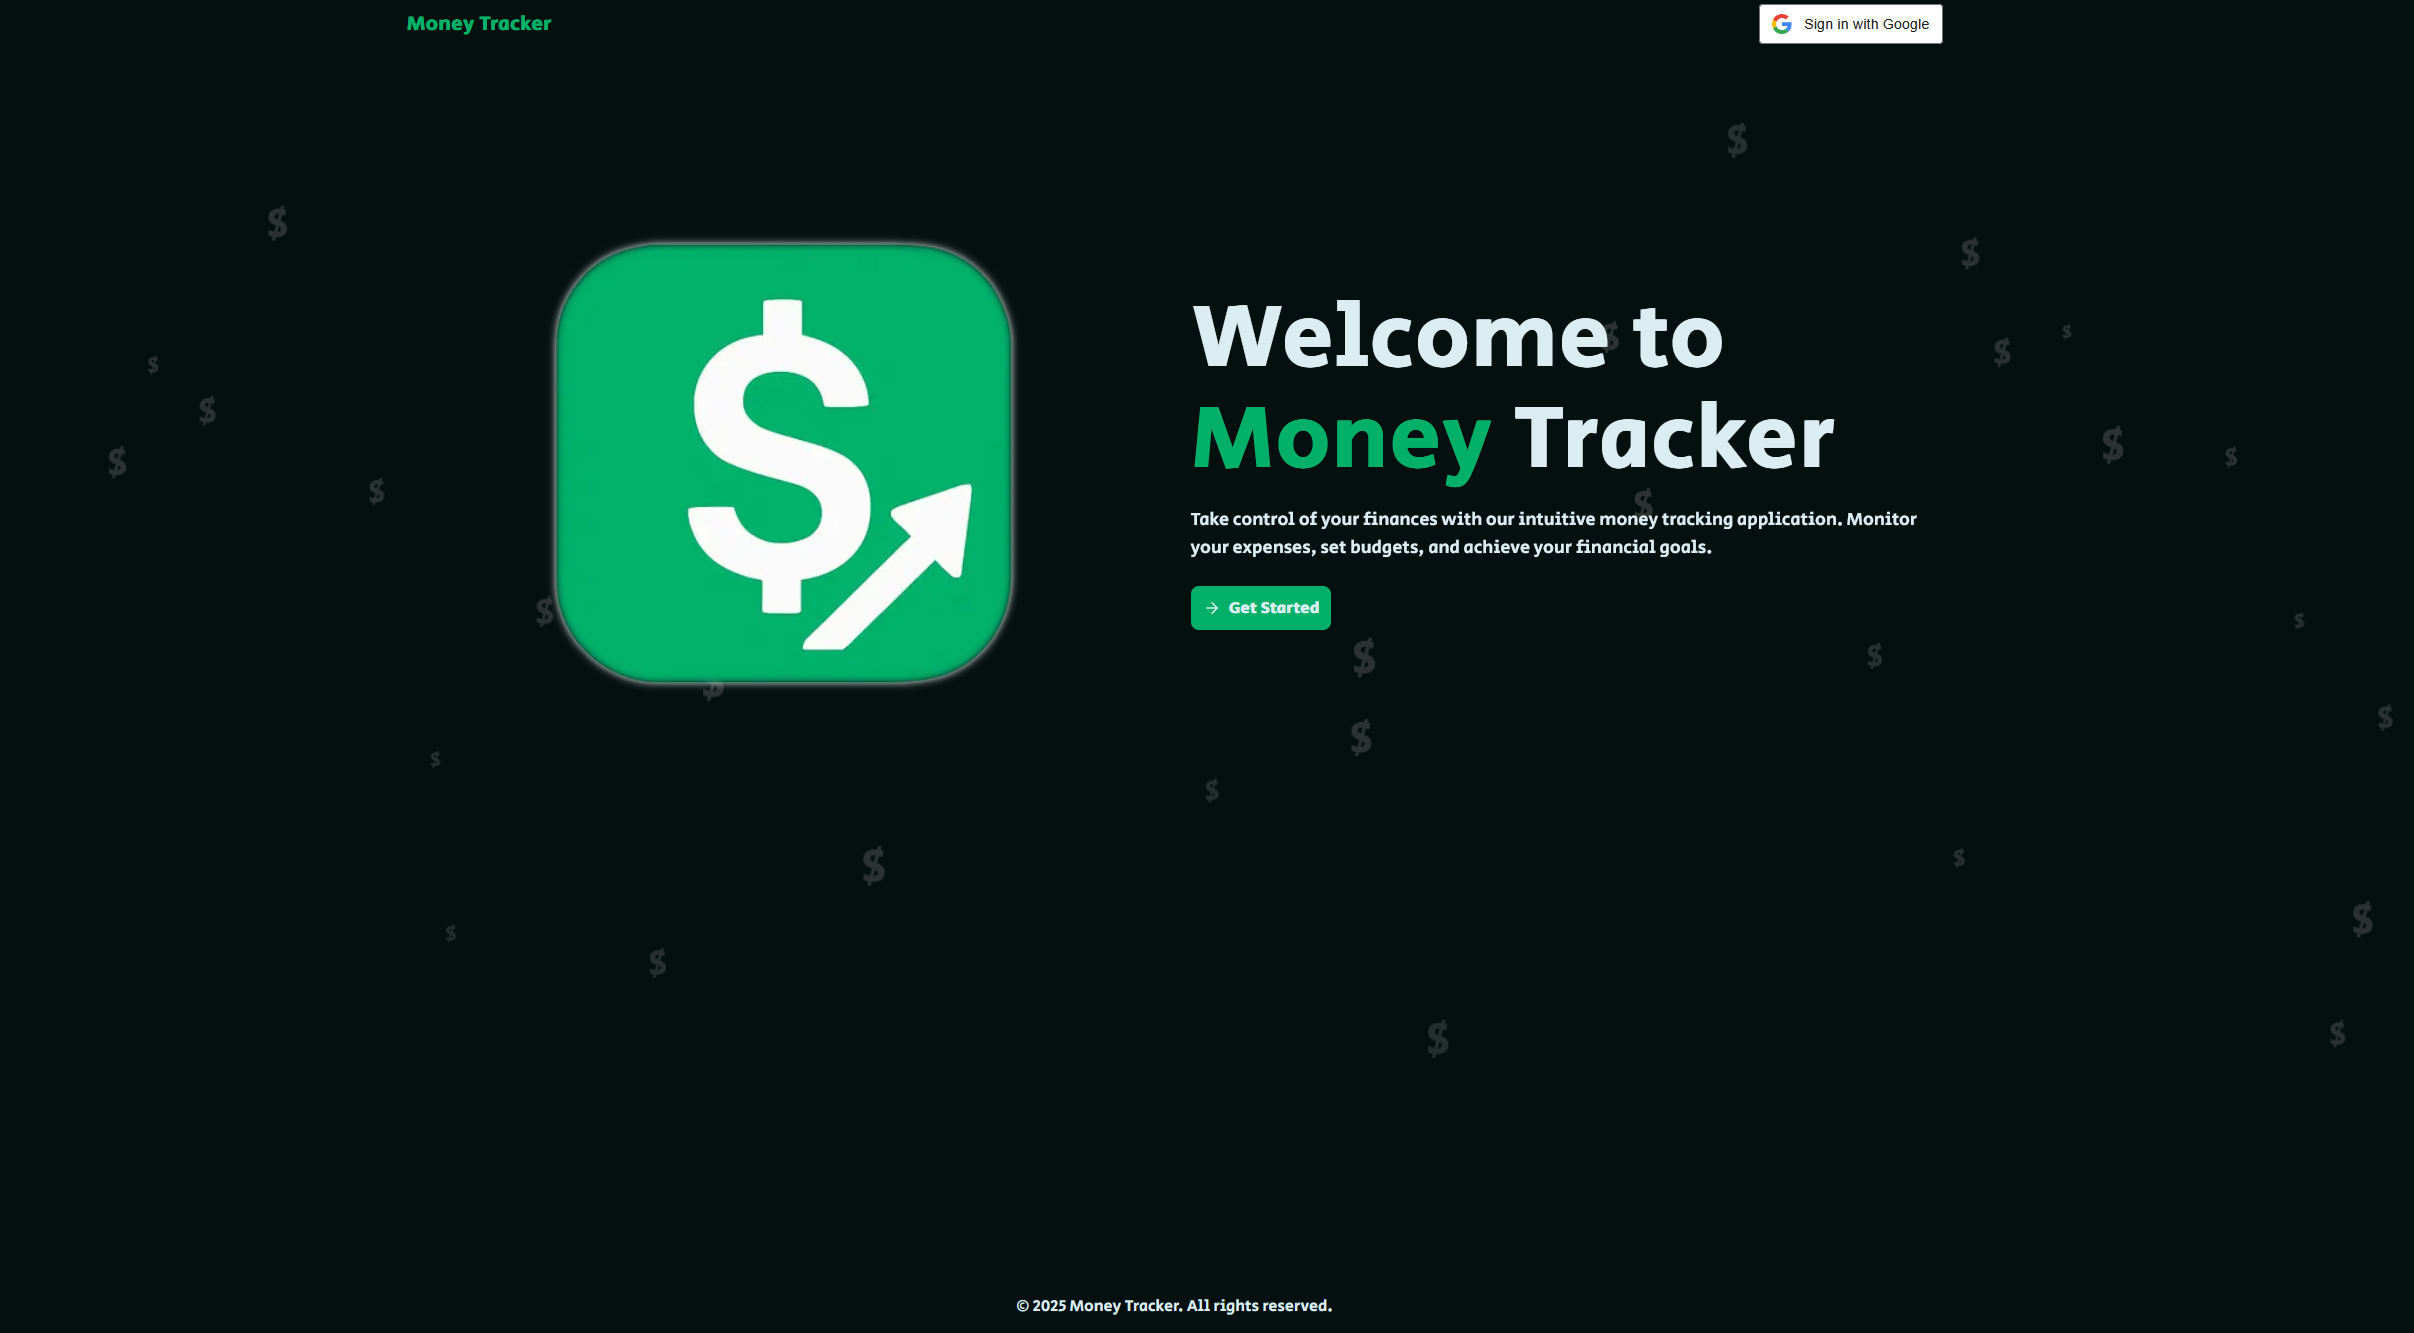 Money Tracker
Sign in with Google
$
Welcome to
Money Tracker
Take control of your finances with our intuitive money tracking application. Monitor
your expenses, set budgets, and achieve your financial goals.
Get Started
© 2025 Money Tracker. All rights reserved.